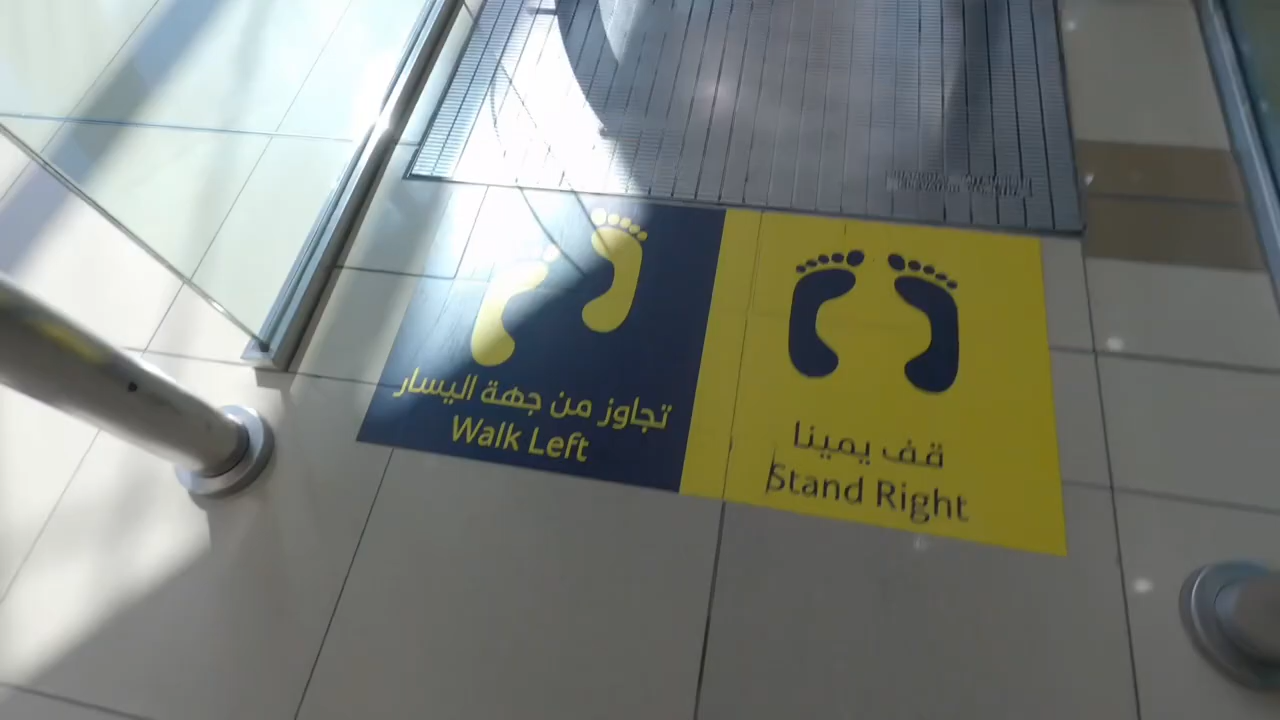 تجاوز من جهة اليسار
Walk Left
قف يمينا
Stand Right